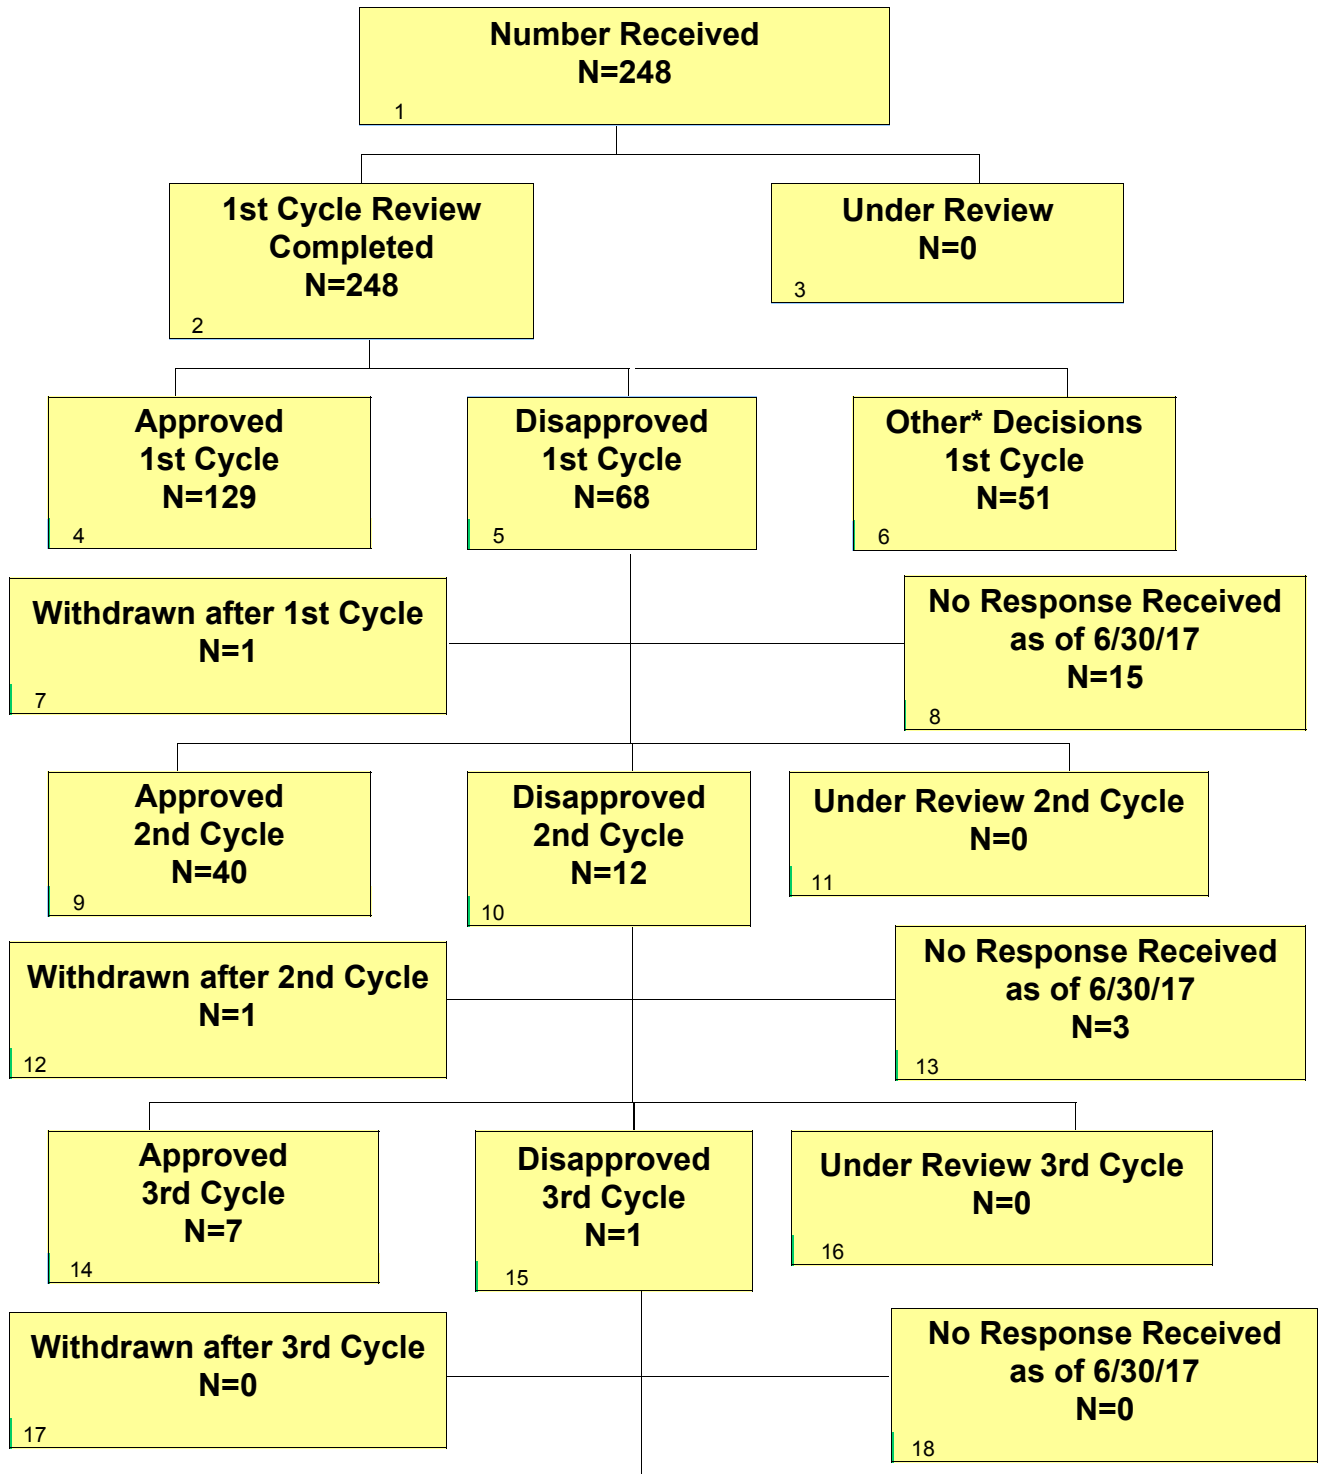 Number Received
N=248
1
1st Cycle Review
Completed
N=248
2
Under Review
N=0
3
Approved
1st Cycle
N=129
4
Disapproved
1st Cycle
N=68
5
Other* Decisions
1st Cycle
N=51
6
Withdrawn after 1st Cycle
N=1
7
No Response Received
as of 6/30/17
N=15
8
Approved
2nd Cycle
N=40
9
Disapproved
2nd Cycle
N=12
10
Under Review 2nd Cycle
N=0
11
Withdrawn after 2nd Cycle
N=1
12
No Response Received
as of 6/30/17
N=3
13
Approved
3rd Cycle
N=7
14
Disapproved
3rd Cycle
N=1
15
Under Review 3rd Cycle
N=0
16
Withdrawn after 3rd Cycle
N=0
17
No Response Received
as of 6/30/17
N=0
18